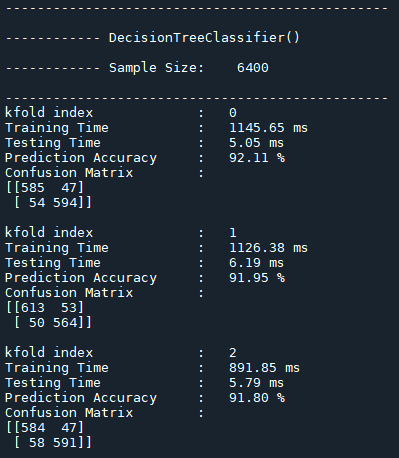 ------------------------------------------------
------------ DecisionTreeClassifier()
------------ Sample Size:    6400
------------------------------------------------
kfold index             :   0
Training Time           :   1145.65 ms
Testing Time            :   5.05 ms
Prediction Accuracy     :   92.11 %
Confusion Matrix        :
[[585  47]
 [ 54 594]]
kfold index             :   1
Training Time           :   1126.38 ms
Testing Time            :   6.19 ms
Prediction Accuracy     :   91.95 %
Confusion Matrix        :
[[613  53]
 [ 50 564]]
kfold index             :   2
Training Time           :   891.85 ms
Testing Time            :   5.79 ms
Prediction Accuracy     :   91.80 %
Confusion Matrix        :
[[584  47]
 [ 58 591]]